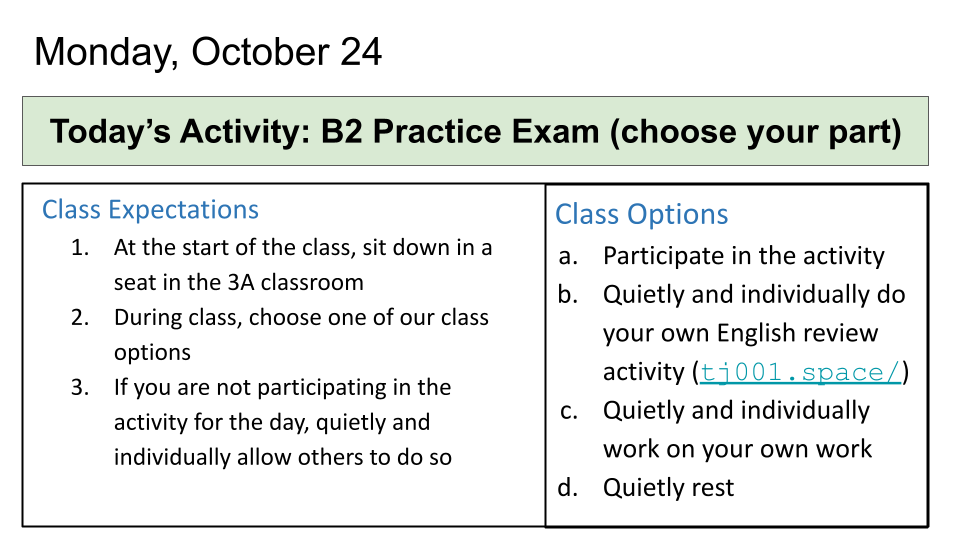 Monday, October 24
Today’s Activity: B2 Practice Exam (choose your part)
Class Expectations
1. At the start of the class, sit down in a
seat in the 3A classroom
2. During class, choose one of our class
options
3. If you are not participating in the
activity for the day, quietly and
individually allow others to do so
Class Options
a. Participate in the activity
b. Quietly and individually do
your own English review
activity (tj001.space/)
c. Quietly and individually
work on your own work
d. Quietly rest